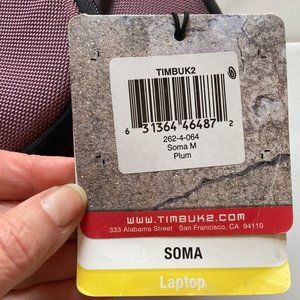 TIMBUK2
6 31364 46487 2
262-4-064
Soma M
Plum
www.TIMBUK2.com
333 Alabama Street San Francisco, CA 94110
SOMA
Laptop